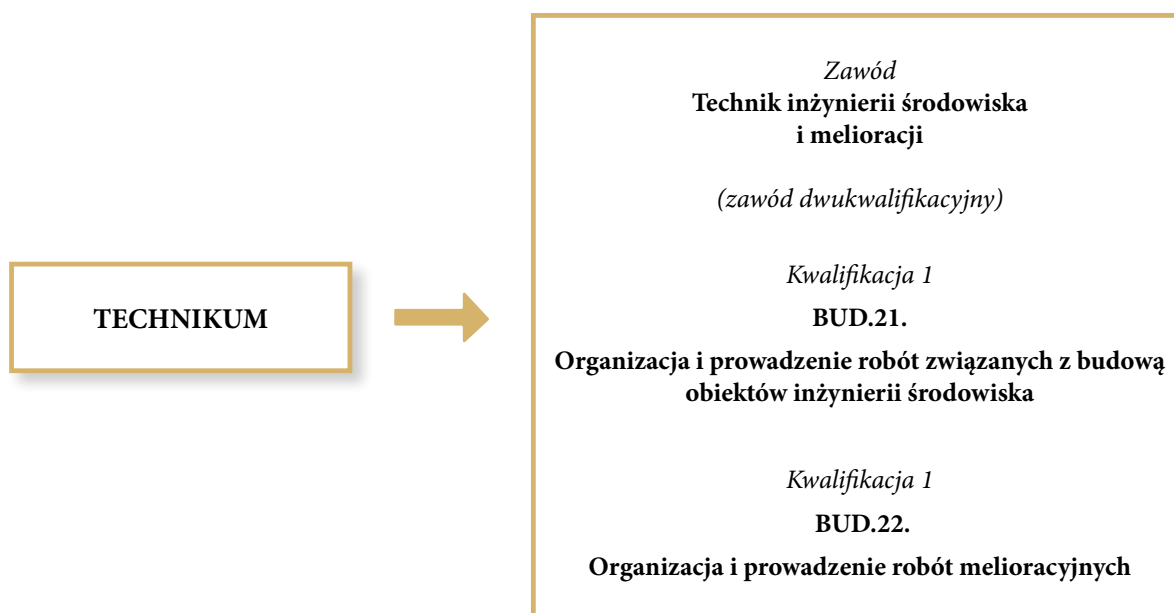 TECHNIKUM
Zawód
Technik inżynierii środowiska
i melioracji
(zawód dwukwalifikacyjny)
Kwalifikacja 1
BUD.21.
Organizacja i prowadzenie robót związanych z budową
obiektów inżynierii środowiska
Kwalifikacja 1
BUD.22.
Organizacja i prowadzenie robót melioracyjnych